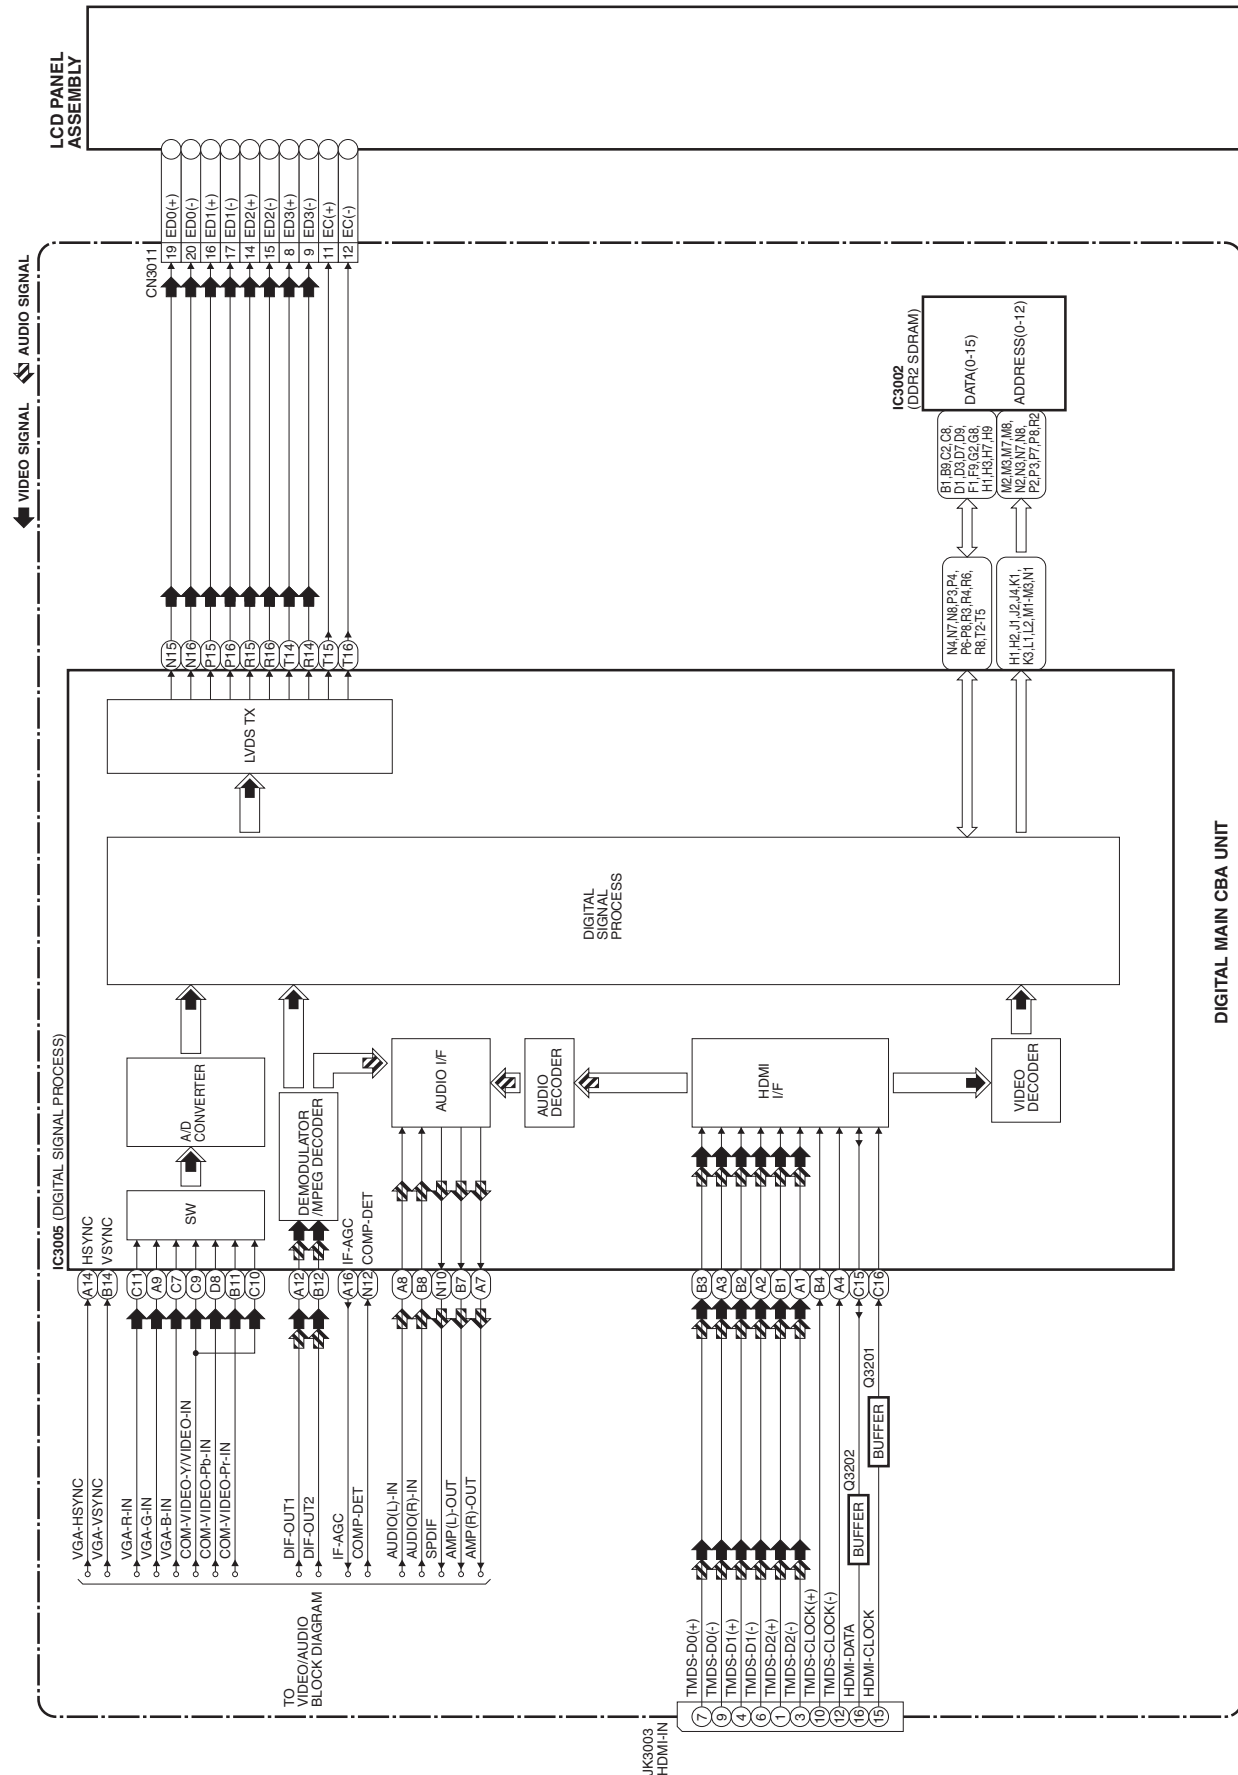 LCD PANEL
ASSEMBLY
VIDEO SIGNAL
AUDIO SIGNAL
CN3011
19 ED0(+)
20 ED0(-)
16 ED1(+)
17 ED1(-)
14 ED2(+)
15 ED2(-)
8 ED3(+)
9 ED3(-)
11 EC(+)
12 EC(-)
N15
N16
P15
P16
R15
R16
T14
R14
T15
T16
LVDS TX
IC3002
(DDR2 SDRAM)
DATA(0-15)
ADDRESS(0-12)
B1,B9,C2,C8,
D1,D3,D7,D9,
F1,F9,G2,G8,
H1,H3,H7,H9
M2,M3,M7,M8,
N2,N3,N7,N8,
P2,P3,P7,P8,R2
N4,N7,N8,P3,P4,
P6-P8,R3,R4,R6,
R8,T2-T5
H1,H2,J1,J2,J4,K1,
K3,L1,L2,M1-M3,N1
DIGITAL
SIGNAL
PROCESS
IC3005 (DIGITAL SIGNAL PROCESS)
A/D
CONVERTER
SW
DEMODULATOR
/MPEG DECODER
AUDIO I/F
AUDIO
DECODER
HDMI
I/F
VIDEO
DECODER
HSYNC
VSYNC
IF-AGC
COMP-DET
A14
B14
C11
A9
C7
C9
D8
B11
C10
A12
B12
A16
N12
A8
B8
N10
B7
A7
B3
A3
B2
A2
B1
A1
B4
A4
C15
C16
VGA-HSYNC
VGA-VSYNC
VGA-R-IN
VGA-G-IN
VGA-B-IN
COM-VIDEO-Y/VIDEO-IN
COM-VIDEO-Pb-IN
COM-VIDEO-Pr-IN
DIF-OUT1
DIF-OUT2
IF-AGC
COMP-DET
AUDIO(L)-IN
AUDIO(R)-IN
SPDIF
AMP(L)-OUT
AMP(R)-OUT
TO
VIDEO/AUDIO
BLOCK DIAGRAM
Q3202
BUFFER
Q3201
BUFFER
TMDS-D0(+)
TMDS-D0(-)
TMDS-D1(+)
TMDS-D1(-)
TMDS-D2(+)
TMDS-D2(-)
TMDS-CLOCK(+)
TMDS-CLOCK(-)
HDMI-DATA
HDMI-CLOCK
7
9
4
6
1
3
10
12
16
15
JK3003
HDMI-IN
DIGITAL MAIN CBA UNIT